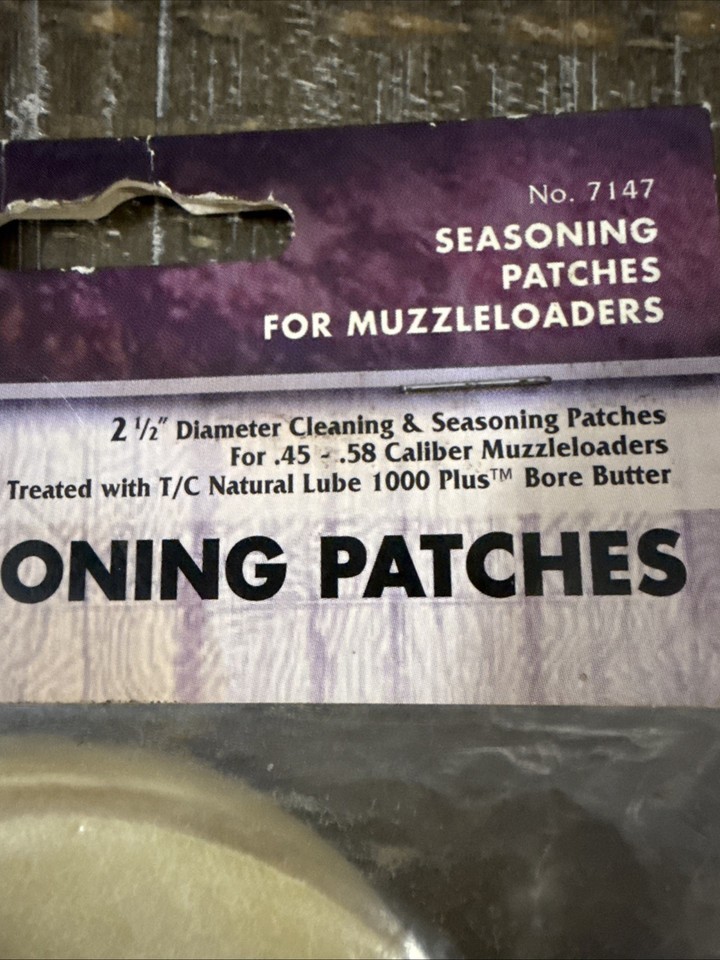 No. 7147
SEASONING
PATCHES
FOR MUZZLELOADERS
2 1/2" Diameter Cleaning & Seasoning Patches
For .45 - .58 Caliber Muzzleloaders
Treated with T/C Natural Lube 1000 Plus™ Bore Butter
ONING PATCHES